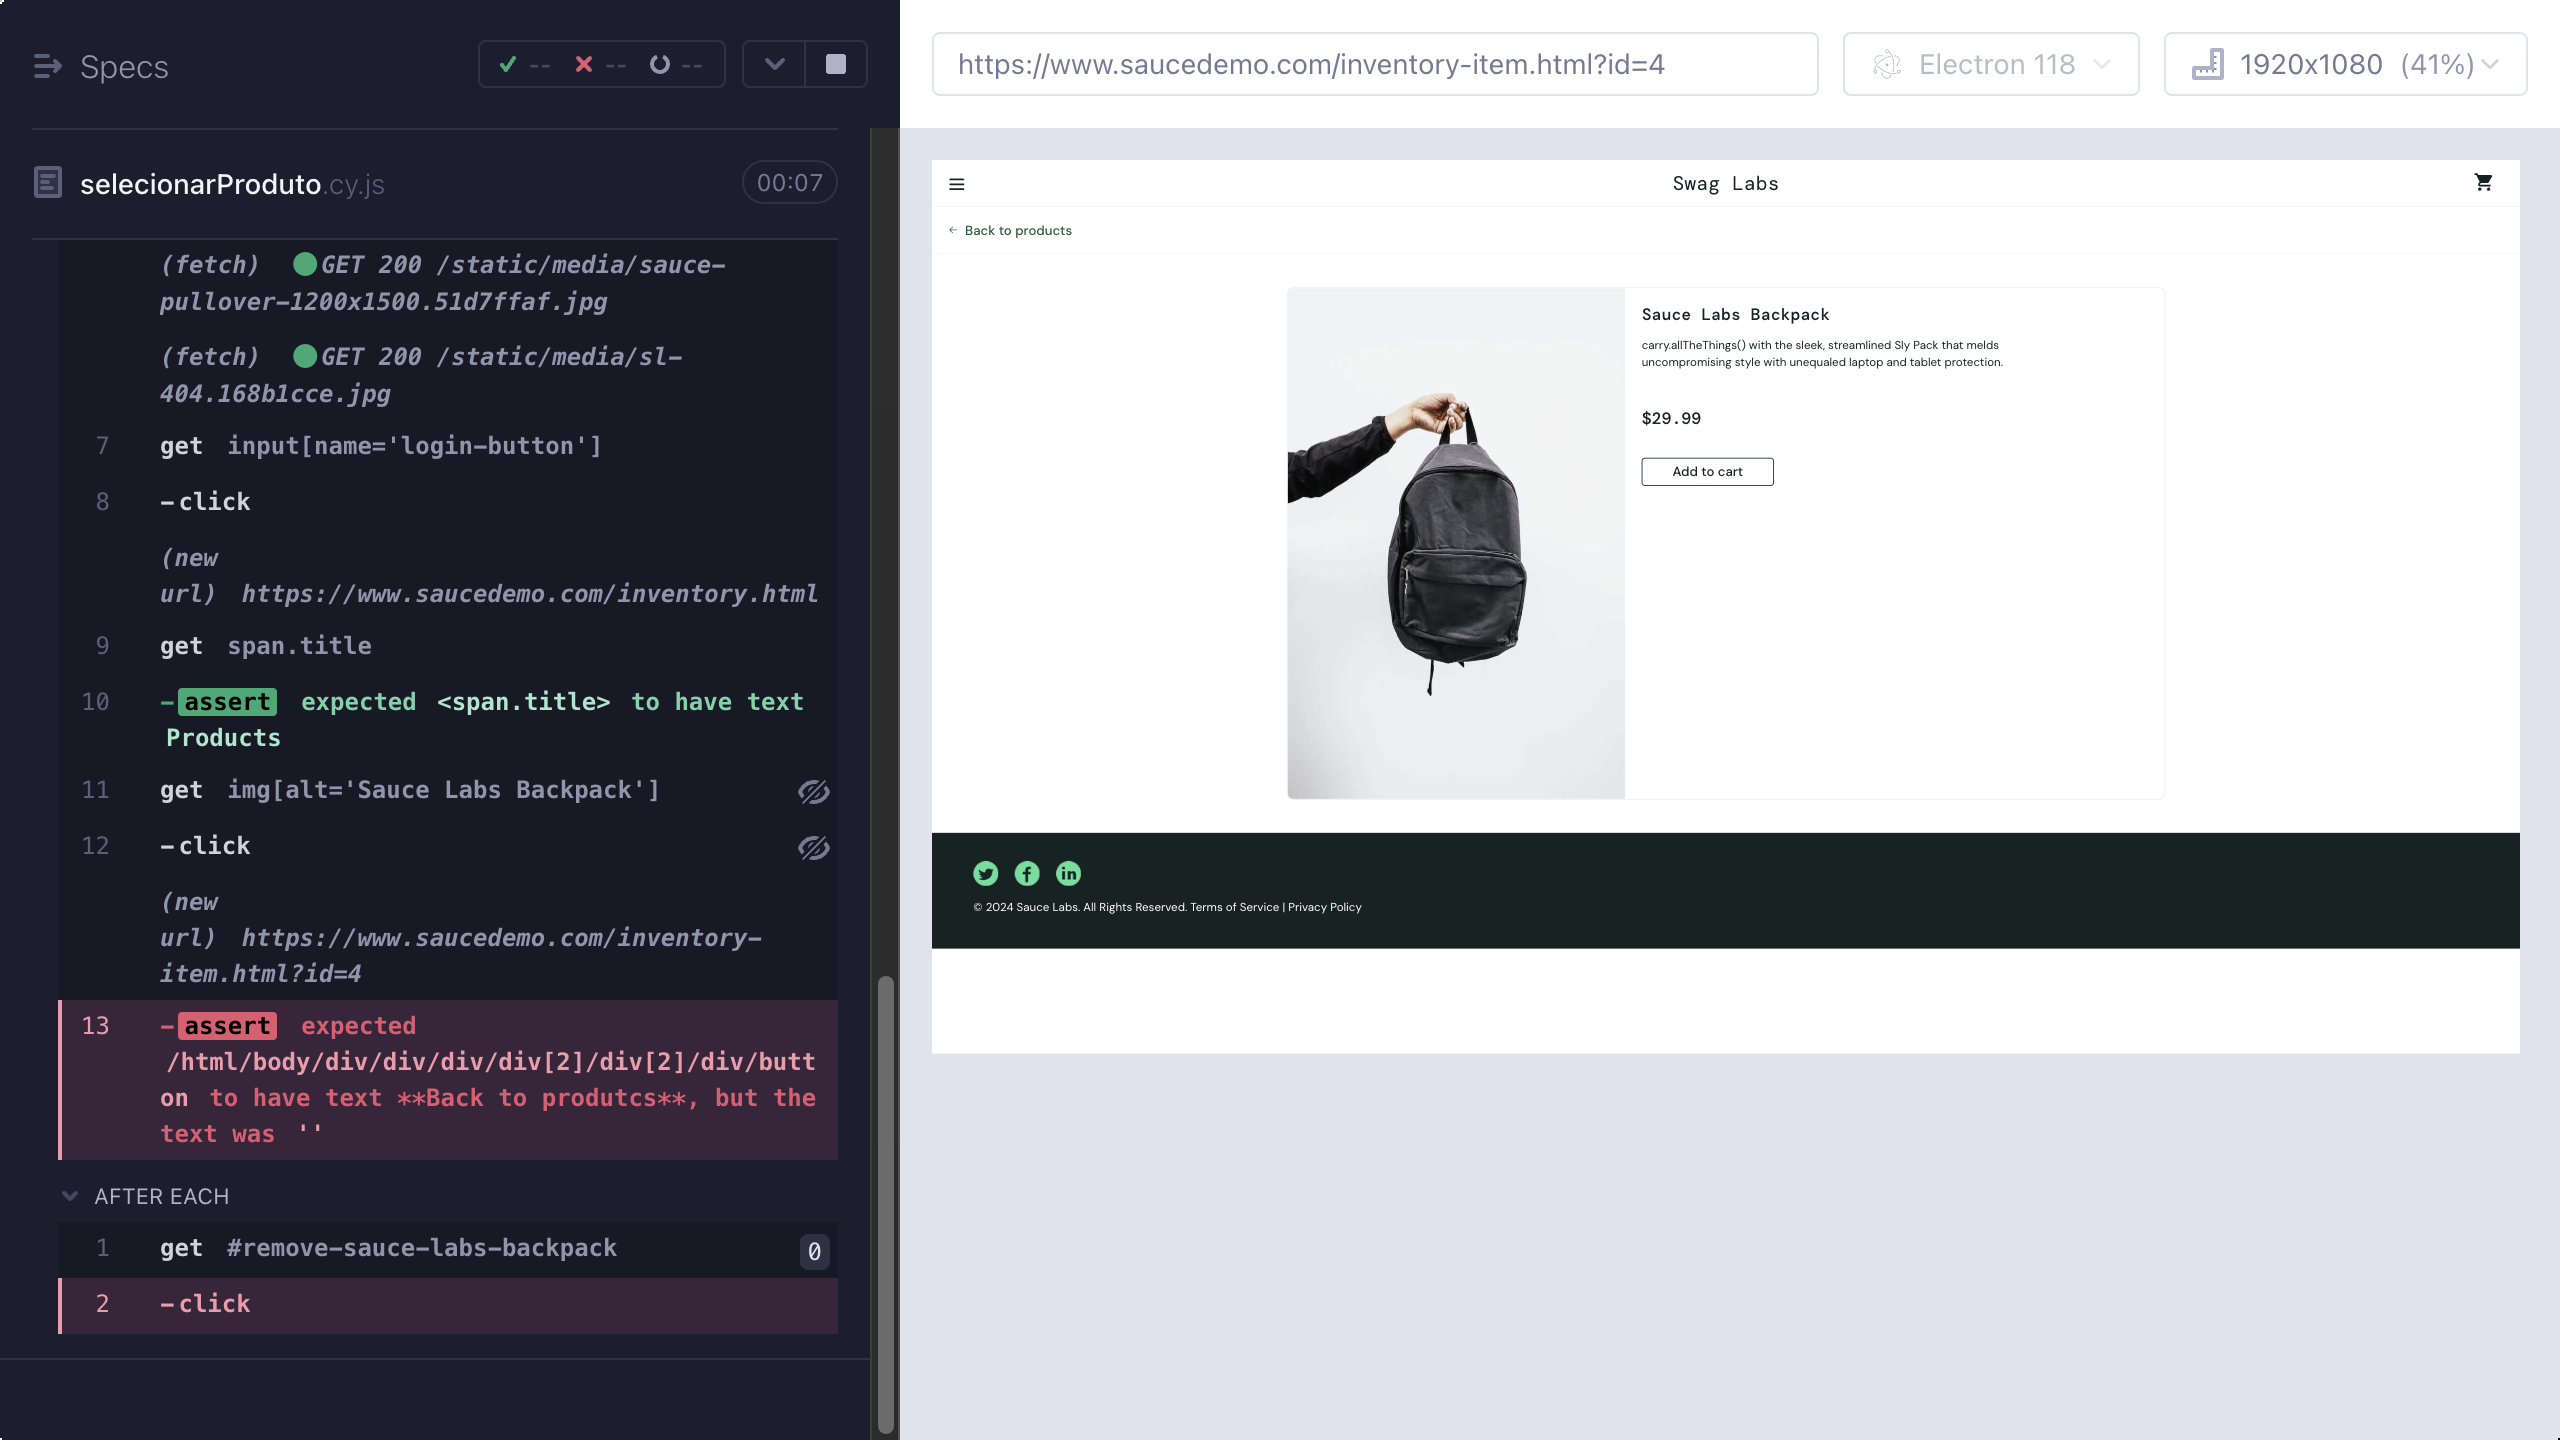 Specs
-- -- --
selecionarProduto.cy.js
00:07
(fetch) GET 200 /static/media/sauce-
pullover-1200x1500.51d7ffaf.jpg
(fetch) GET 200 /static/media/sl-
404.168b1cce.jpg
7 get input[name='login-button']
8 -click
(new
url) https://www.saucedemo.com/inventory.html
9 get span.title
10 -assert expected <span.title> to have text
Products
11 get img[alt='Sauce Labs Backpack']
12 -click
(new
url) https://www.saucedemo.com/inventory-
item.html?id=4
13 -assert expected
/html/body/div/div/div/div[2]/div[2]/div/butt
on to have text **Back to produtcs**, but the
text was ''
AFTER EACH
1 get #remove-sauce-labs-backpack 0
2 -click
https://www.saucedemo.com/inventory-item.html?id=4
Electron 118
1920x1080 (41%)
Swag Labs
Back to products
Sauce Labs Backpack
carry.allTheThings() with the sleek, streamlined Sly Pack that melds
uncompromising style with unequaled laptop and tablet protection.
$29.99
Add to cart
© 2024 Sauce Labs. All Rights Reserved. Terms of Service | Privacy Policy